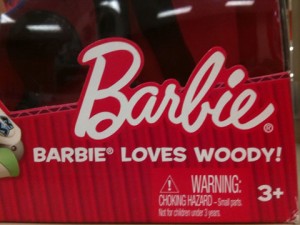 Barbie®
BARBIE® LOVES WOODY!
⚠ WARNING:
CHOKING HAZARD – Small parts.
Not for children under 3 years.
3+